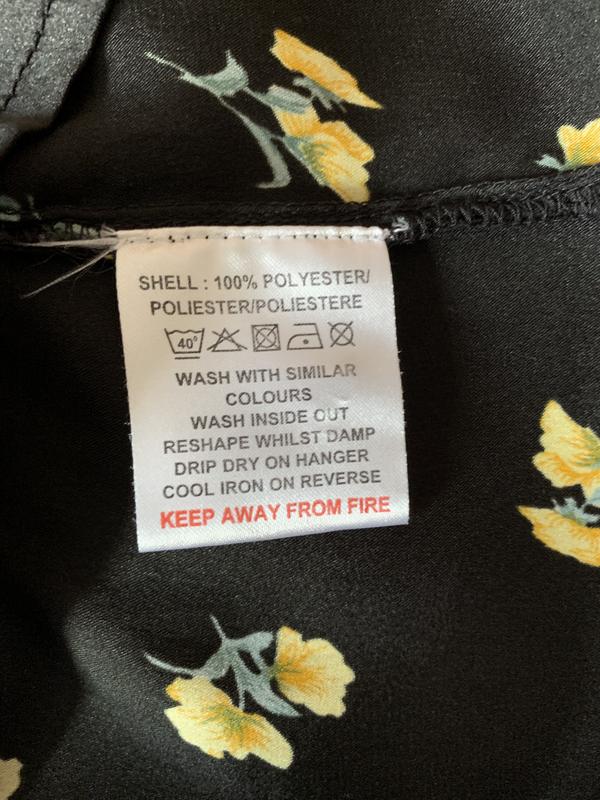 SHELL : 100% POLYESTER/
POLIESTER/POLIESTERE
40°
WASH WITH SIMILAR
COLOURS
WASH INSIDE OUT
RESHAPE WHILST DAMP
DRIP DRY ON HANGER
COOL IRON ON REVERSE
KEEP AWAY FROM FIRE